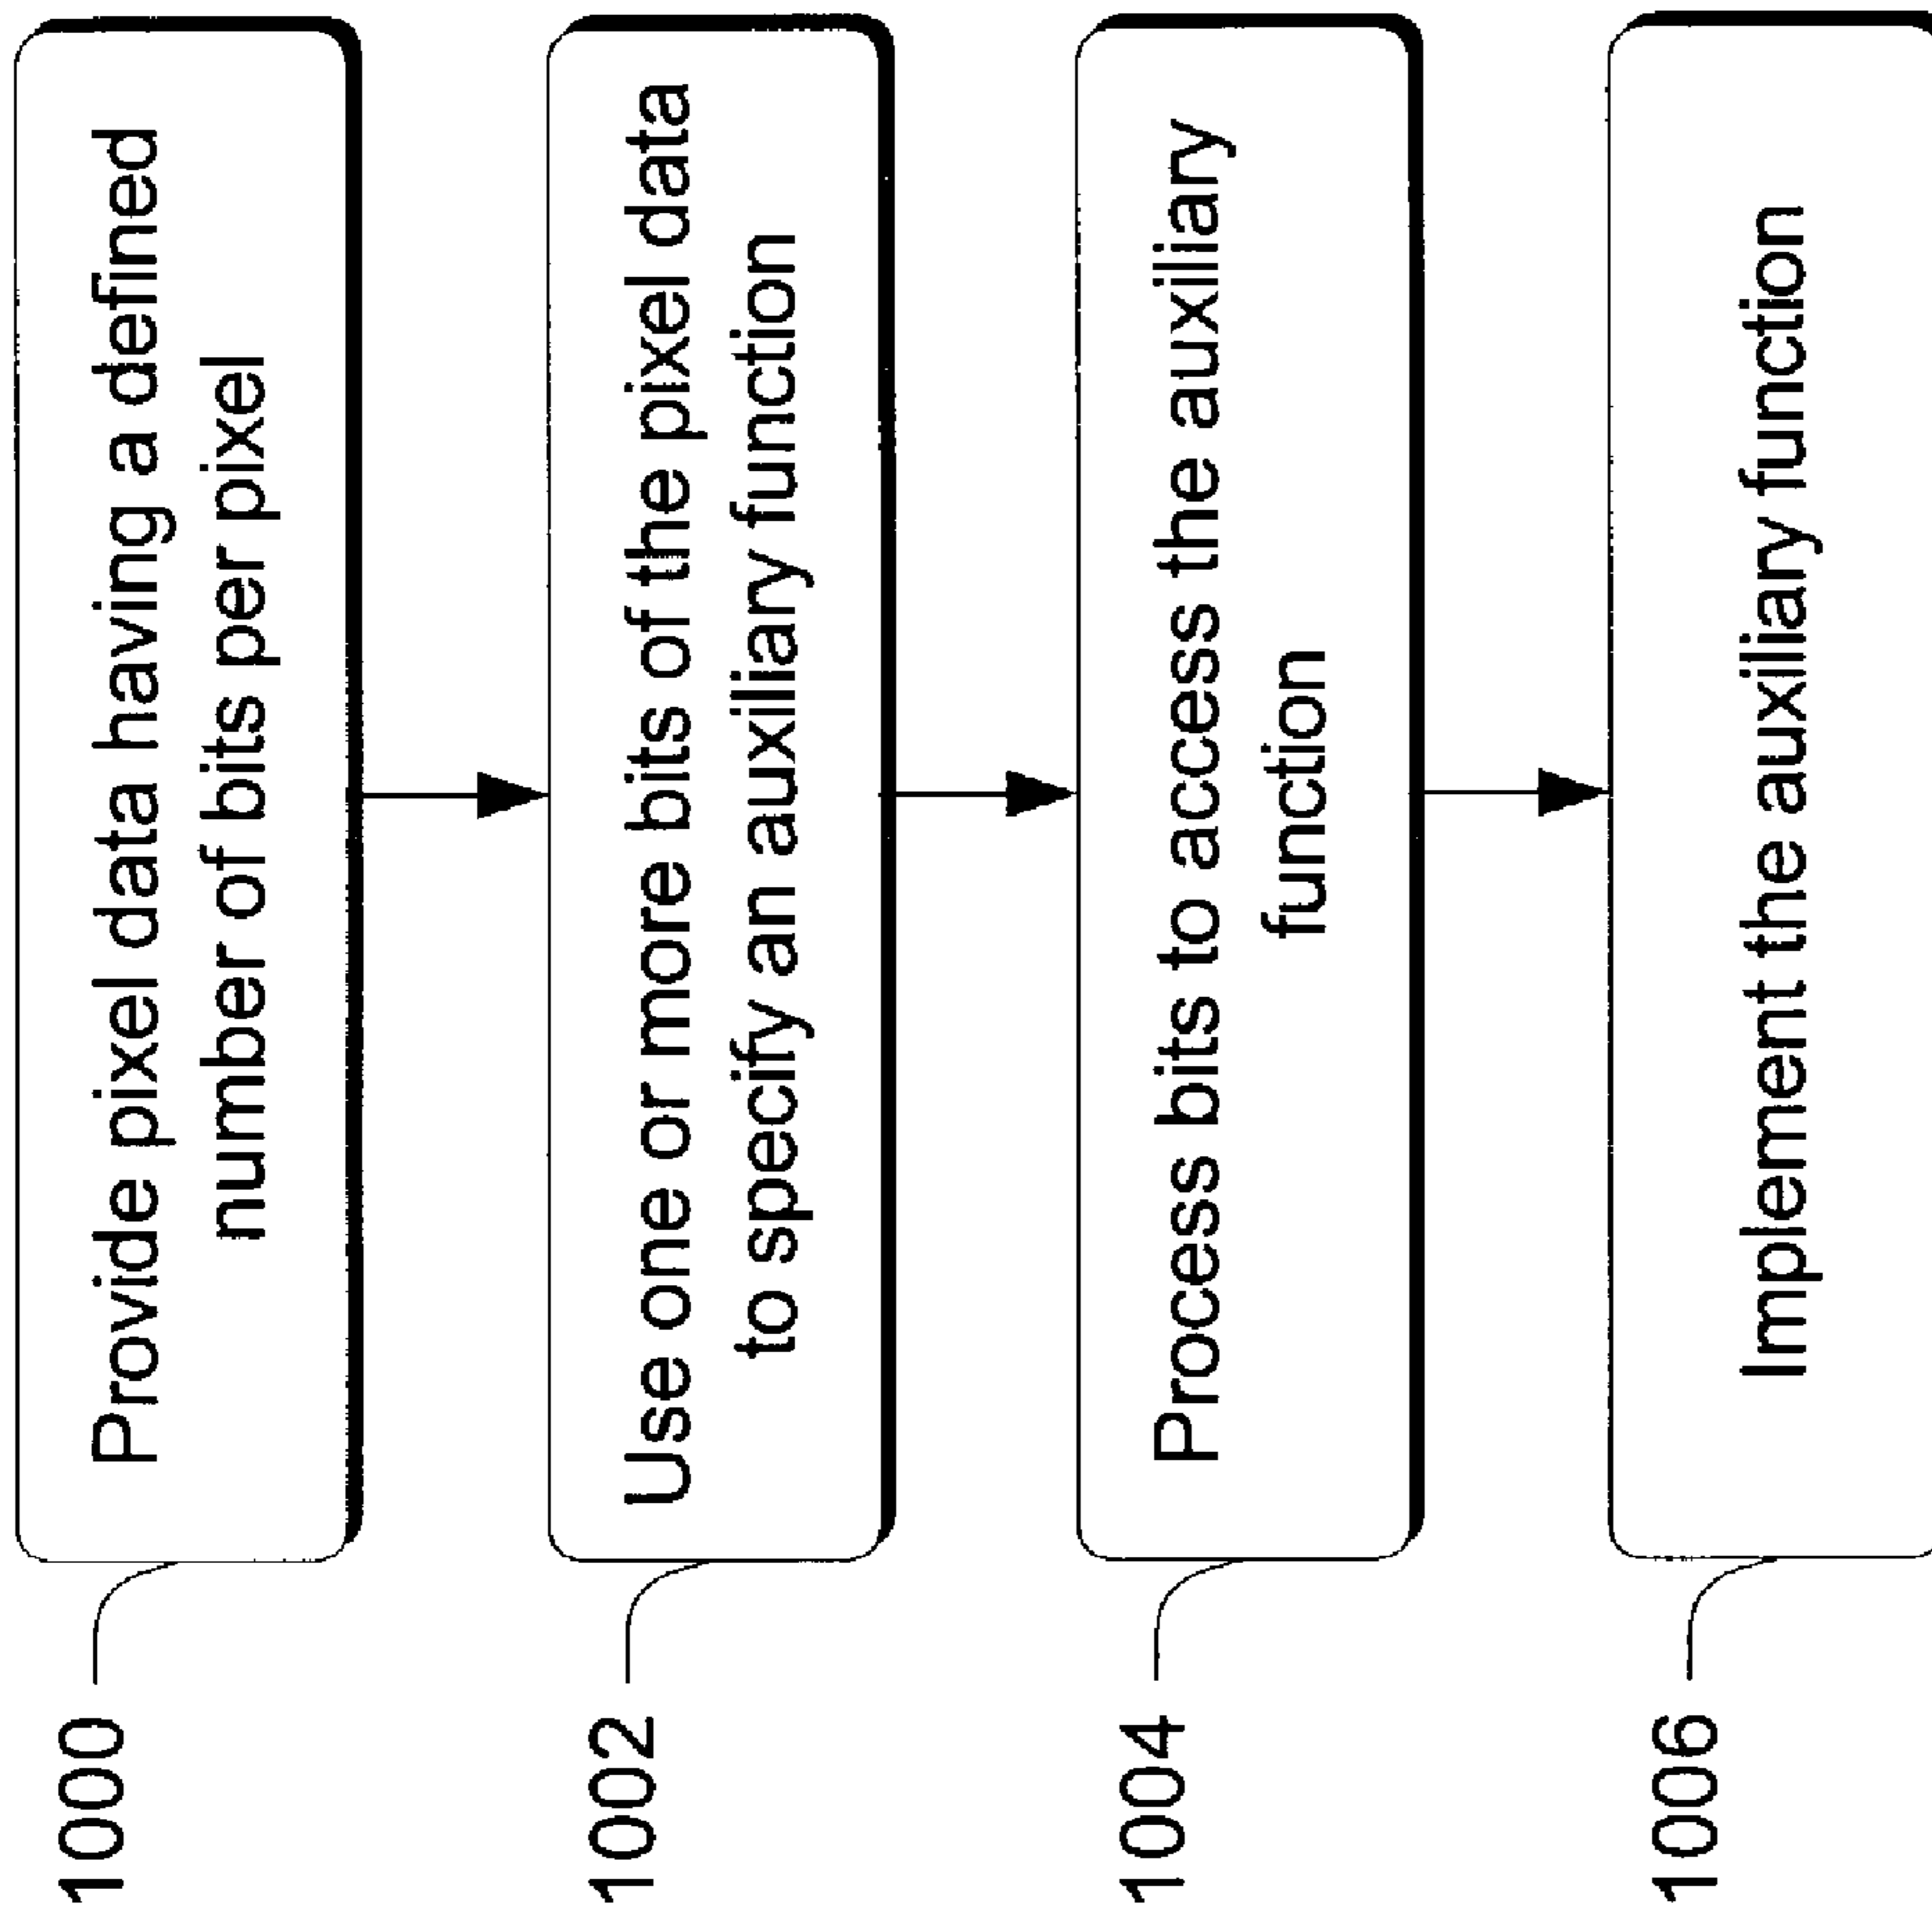 1000
Provide pixel data having a defined
number of bits per pixel
1002
Use one or more bits of the pixel data
to specify an auxiliary function
1004
Process bits to access the auxiliary
function
1006
Implement the auxiliary function